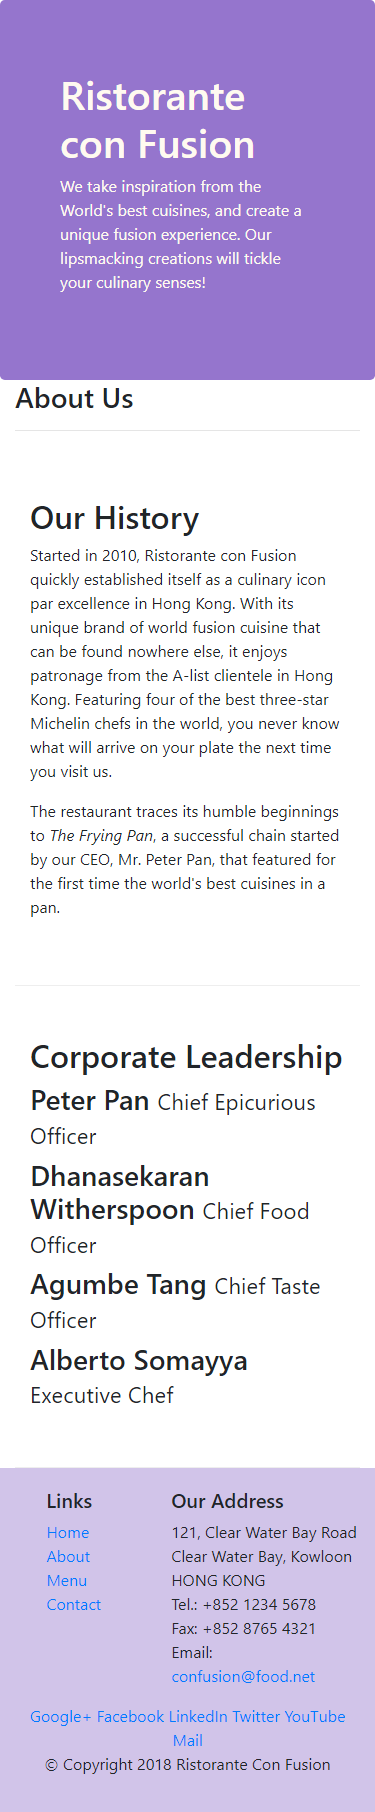 Ristorante
con Fusion
We take inspiration from the
World's best cuisines, and create a
unique fusion experience. Our
lipsmacking creations will tickle
your culinary senses!
About Us
Our History
Started in 2010, Ristorante con Fusion
quickly established itself as a culinary icon
par excellence in Hong Kong. With its
unique brand of world fusion cuisine that
can be found nowhere else, it enjoys
patronage from the A-list clientele in Hong
Kong. Featuring four of the best three-star
Michelin chefs in the world, you never know
what will arrive on your plate the next time
you visit us.
The restaurant traces its humble beginnings
to The Frying Pan, a successful chain started
by our CEO, Mr. Peter Pan, that featured for
the first time the world's best cuisines in a
pan.
Corporate Leadership
Peter Pan Chief Epicurious
Officer
Dhanasekaran
Witherspoon Chief Food
Officer
Agumbe Tang Chief Taste
Officer
Alberto Somayya
Executive Chef
Links
Home
About
Menu
Contact
Our Address
121, Clear Water Bay Road
Clear Water Bay, Kowloon
HONG KONG
Tel.: +852 1234 5678
Fax: +852 8765 4321
Email:
confusion@food.net
Google+ Facebook LinkedIn Twitter YouTube
Mail
© Copyright 2018 Ristorante Con Fusion